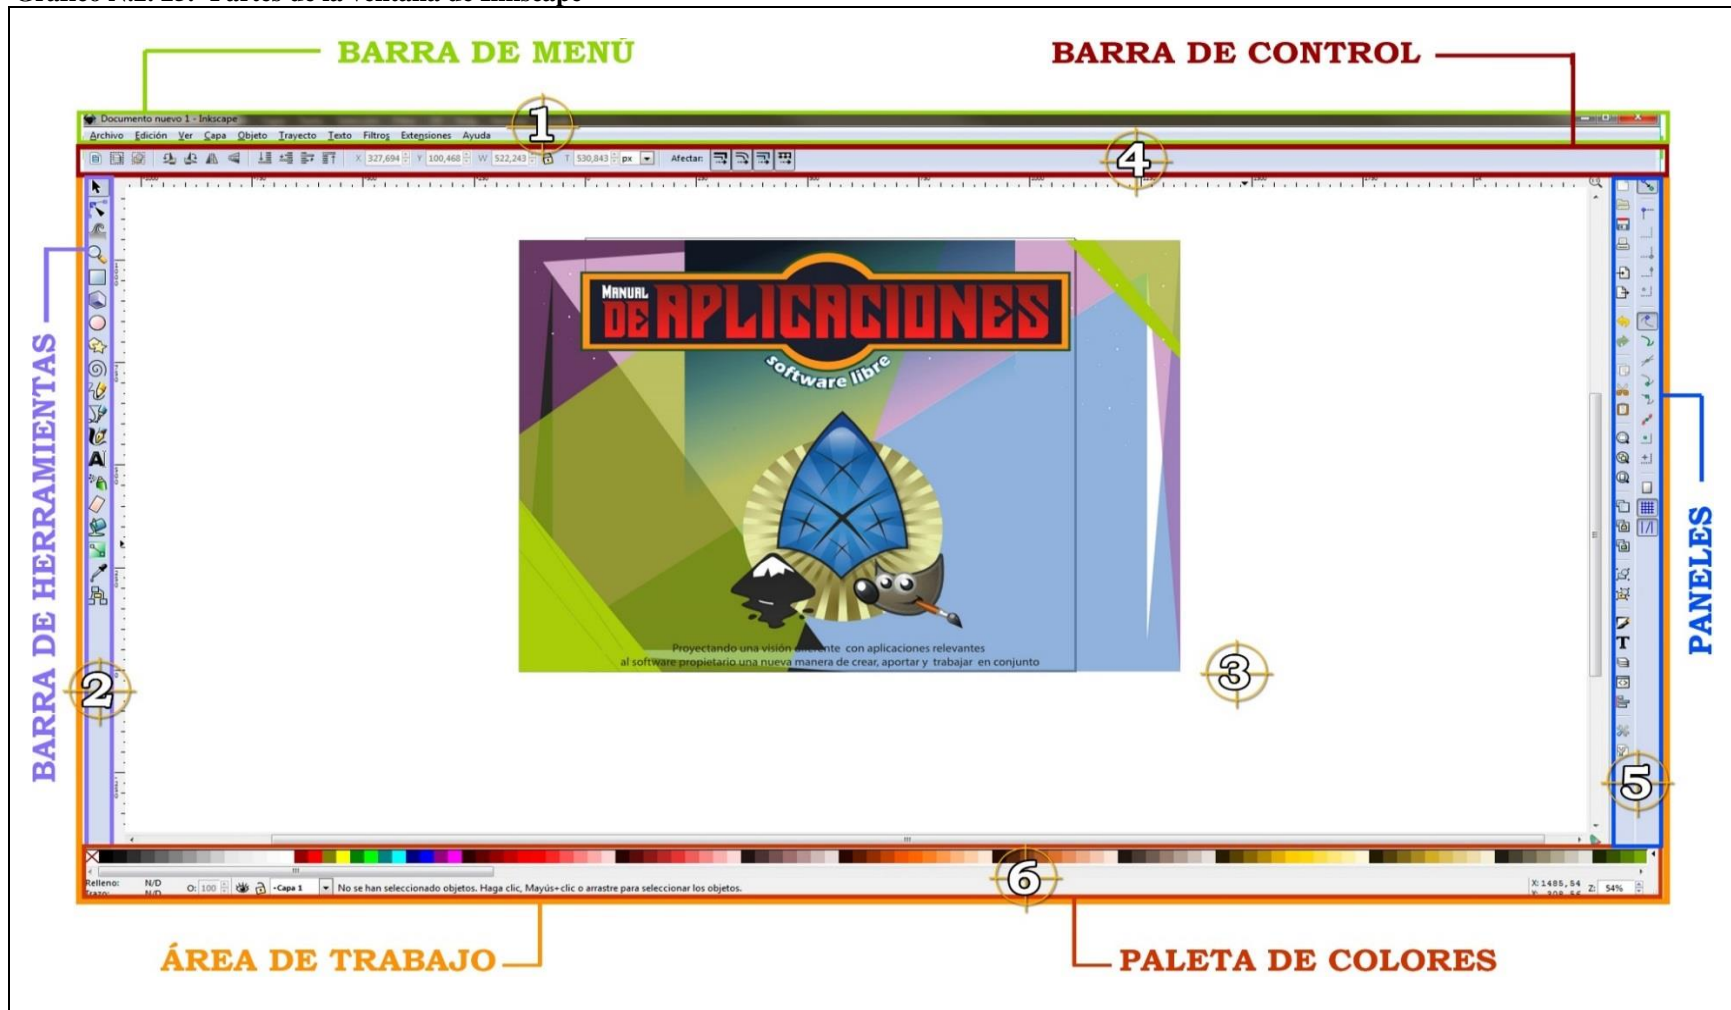 Gráfico N.2. 25.- Partes de la ventana de Inkscape
BARRA DE MENÚ
BARRA DE CONTROL
Documento nuevo 1 - Inkscape
Archivo Edición Ver Capa Objeto Trayecto Texto Filtros Extensiones Ayuda
1
X 327,694 Y 100,468 W 522,243 T 530,843 px Afectar:
4
BARRA DE HERRAMIENTAS
MANUAL
DE APLICACIONES
software libre
PANELES
Proyectando una visión diferente con aplicaciones relevantes
al software propietario una nueva manera de crear, aportar y trabajar en conjunto
2
3
5
6
Relleno: N/D O: 100 -Capa 1 No se han seleccionado objetos. Haga clic, Mayús+clic o arrastre para seleccionar los objetos. X: 1485,54 Z: 54%
Trazo: N/D Y: 208,56
ÁREA DE TRABAJO
PALETA DE COLORES